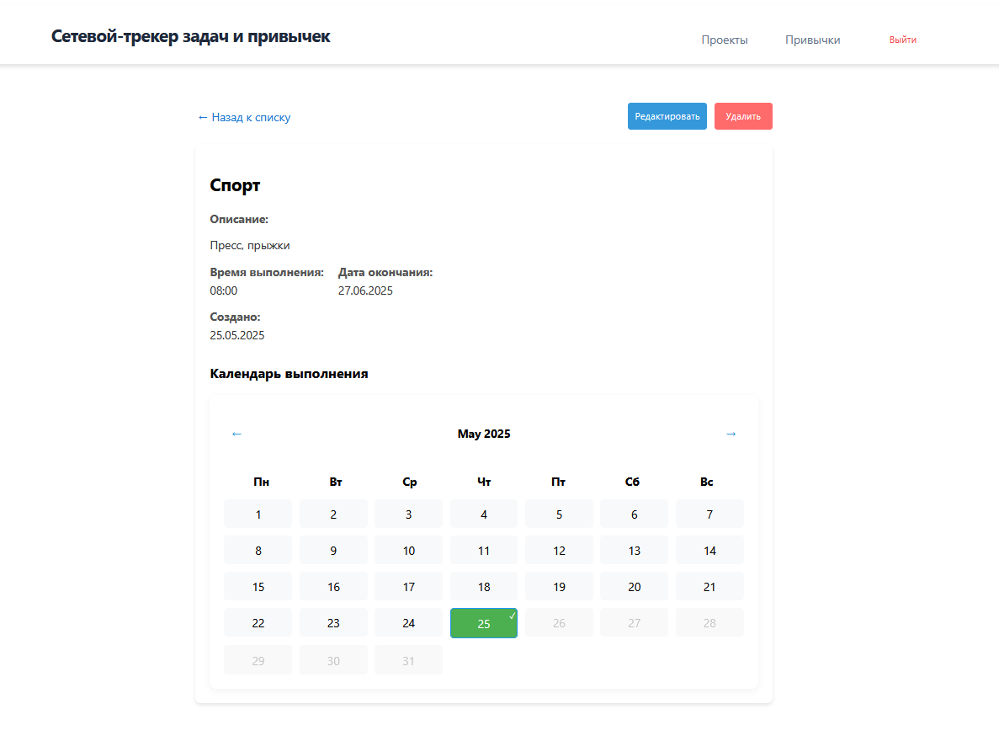 Сетевой-трекер задач и привычек
Проекты Привычки Выйти
← Назад к списку Редактировать Удалить
Спорт
Описание:
Пресс, прыжки
Время выполнения: Дата окончания:
08:00 27.06.2025
Создано:
25.05.2025
Календарь выполнения
← May 2025 →
Пн Вт Ср Чт Пт Сб Вс
1 2 3 4 5 6 7
8 9 10 11 12 13 14
15 16 17 18 19 20 21
22 23 24 25 ✓ 26 27 28
29 30 31